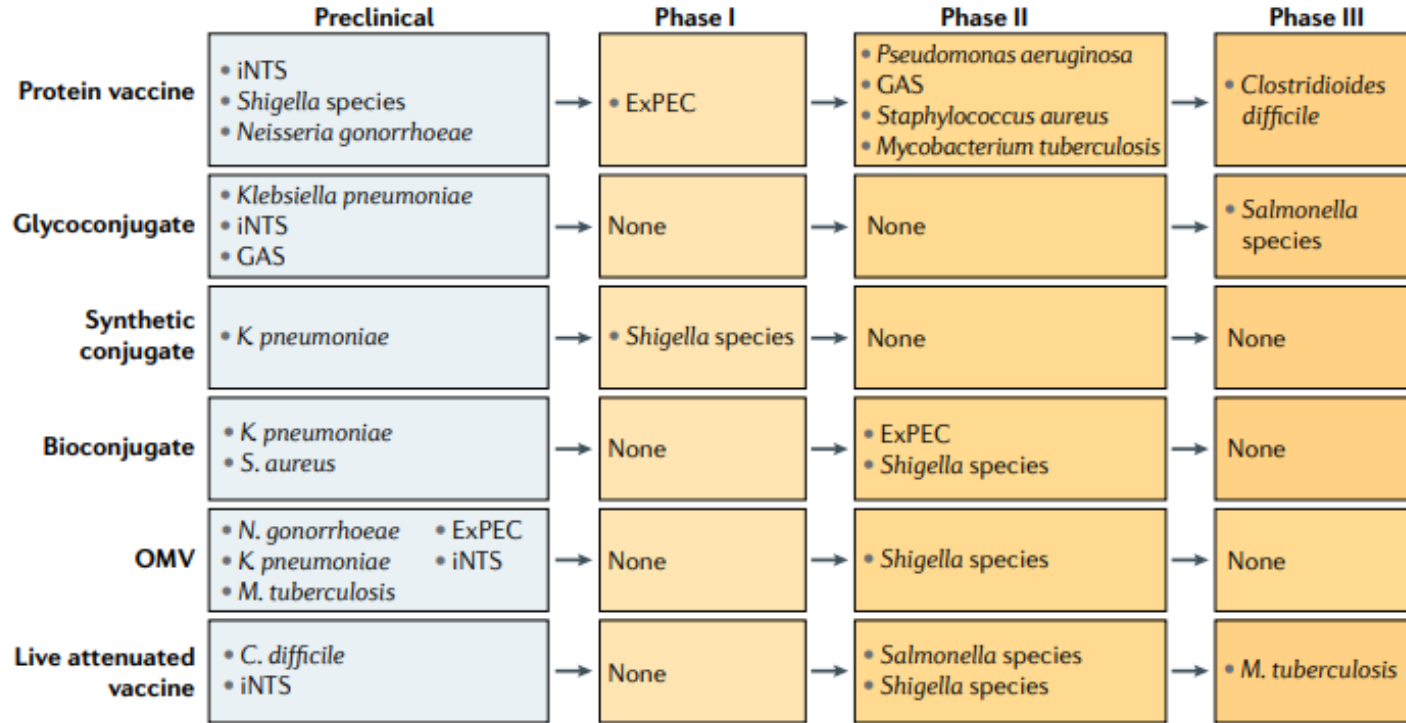 Preclinical Phase I Phase II Phase III
Protein vaccine
• iNTS
• Shigella species
• Neisseria gonorrhoeae
• ExPEC
• Pseudomonas aeruginosa
• GAS
• Staphylococcus aureus
• Mycobacterium tuberculosis
• Clostridioides
difficile
Glycoconjugate
• Klebsiella pneumoniae
• iNTS
• GAS
None
None
• Salmonella
species
Synthetic
conjugate
• K. pneumoniae
• Shigella species
None
None
Bioconjugate
• K. pneumoniae
• S. aureus
None
• ExPEC
• Shigella species
None
OMV
• N. gonorrhoeae • ExPEC
• K. pneumoniae • iNTS
• M. tuberculosis
None
• Shigella species
None
Live attenuated
vaccine
• C. difficile
• iNTS
None
• Salmonella species
• Shigella species
• M. tuberculosis